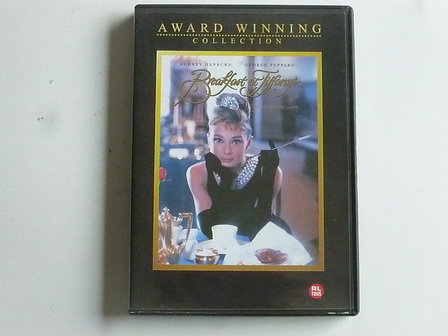 AWARD WINNING
COLLECTION
AUDREY HEPBURN GEORGE PEPPARD
Breakfast at Tiffany's
AL